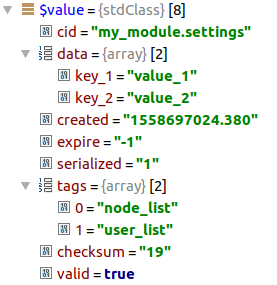 $value = {stdClass} [8]
cid = "my_module.settings"
data = {array} [2]
key_1 = "value_1"
key_2 = "value_2"
created = "1558697024.380"
expire = "-1"
serialized = "1"
tags = {array} [2]
0 = "node_list"
1 = "user_list"
checksum = "19"
valid = true